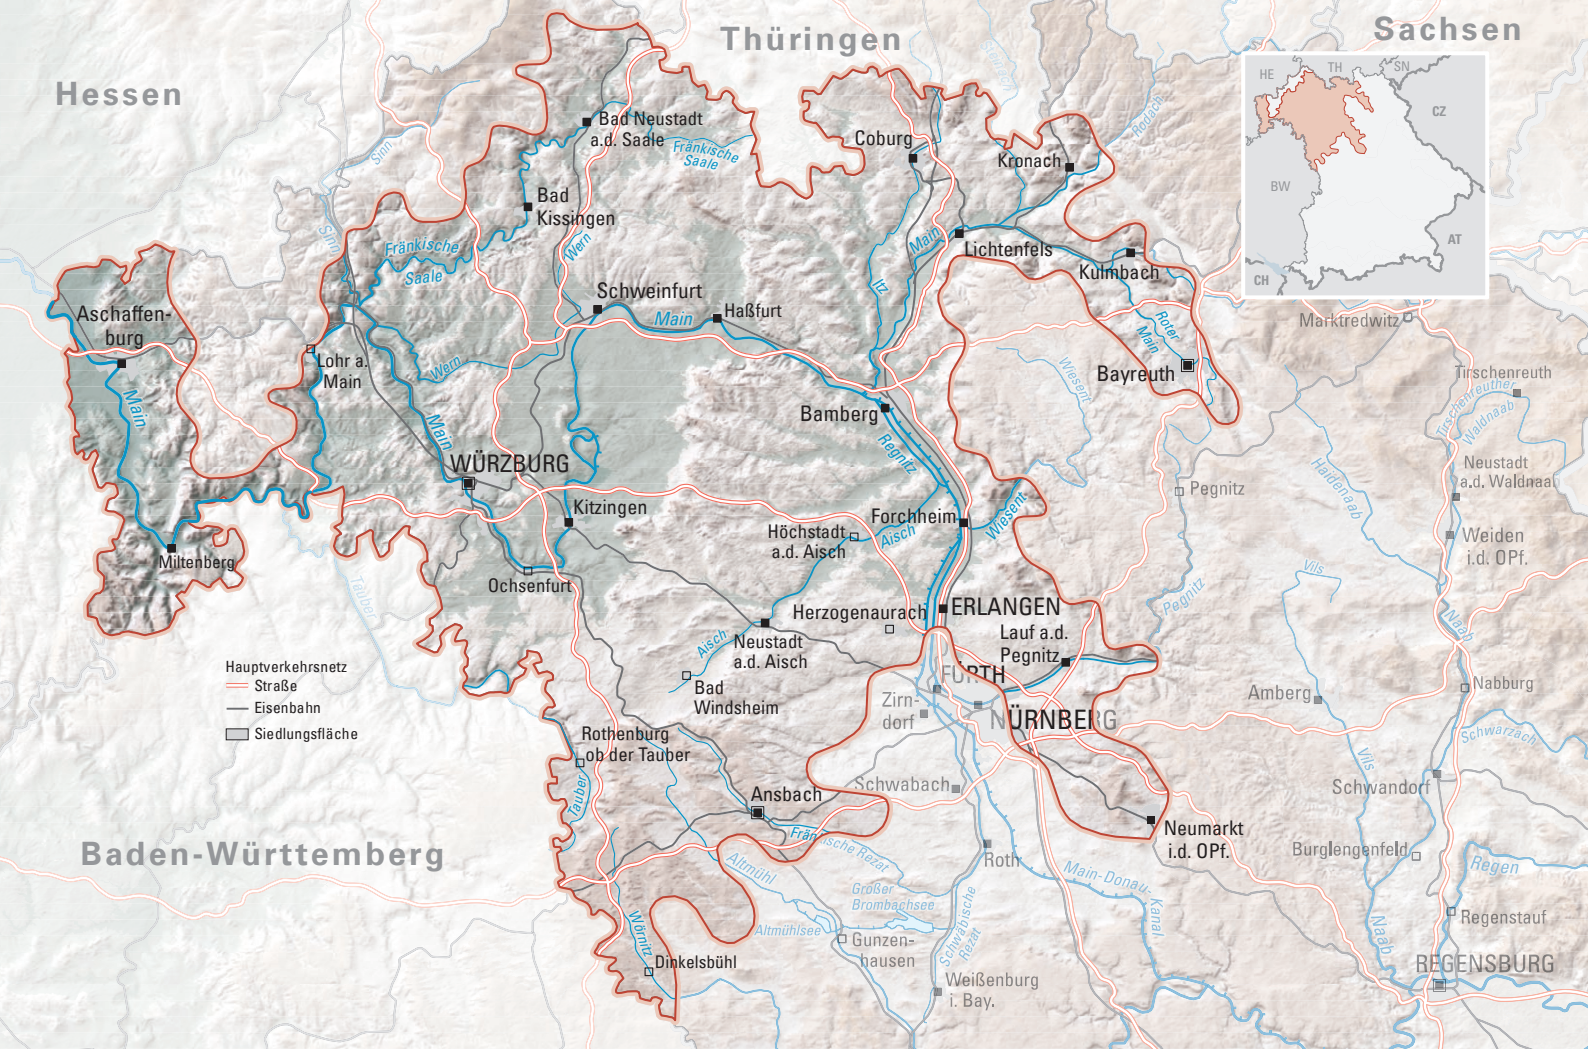 Thüringen
Sachsen
Hessen
HE
TH
SN
CZ
BW
AT
CH
Rodach
Sinn
Bad Neustadt
a.d. Saale
Fränkische
Saale
Coburg
Kronach
Bad
Kissingen
Sinn
Wern
Fränkische
Saale
Main
Lichtenfels
Kulmbach
Itz
Schweinfurt
Main
Haßfurt
Aschaffen-
burg
Roter
Main
Marktredwitz
Lohr a.
Main
Wern
Wiesent
Bayreuth
Tirschenreuth
Tirschenreuther
Waldnaab
Main
Main
Bamberg
Regnitz
WÜRZBURG
Haidenaab
Neustadt
a.d. Waldnaab
Pegnitz
Kitzingen
Forchheim
Wiesent
Höchstadt
a.d. Aisch
Aisch
Weiden
i.d. OPf.
Miltenberg
Ochsenfurt
Tauber
Vils
Pegnitz
Herzogenaurach
ERLANGEN
Naab
Lauf a.d.
Pegnitz
Aisch
Neustadt
a.d. Aisch
Hauptverkehrsnetz
Straße
Eisenbahn
Siedlungsfläche
FÜRTH
Bad
Windsheim
Zirn-
dorf
NÜRNBERG
Amberg
Nabburg
Rothenburg
ob der Tauber
Schwarzach
Vils
Tauber
Ansbach
Schwabach
Schwandorf
Fränkische Rezat
Neumarkt
i.d. OPf.
Baden-Württemberg
Altmühl
Roth
Burglengenfeld
Regen
Main-Donau-
Kanal
Großer
Brombachsee
Schwäbische
Rezat
Wörnitz
Altmühlsee
Gunzen-
hausen
Naab
Regenstauf
Dinkelsbühl
REGENSBURG
Weißenburg
i. Bay.